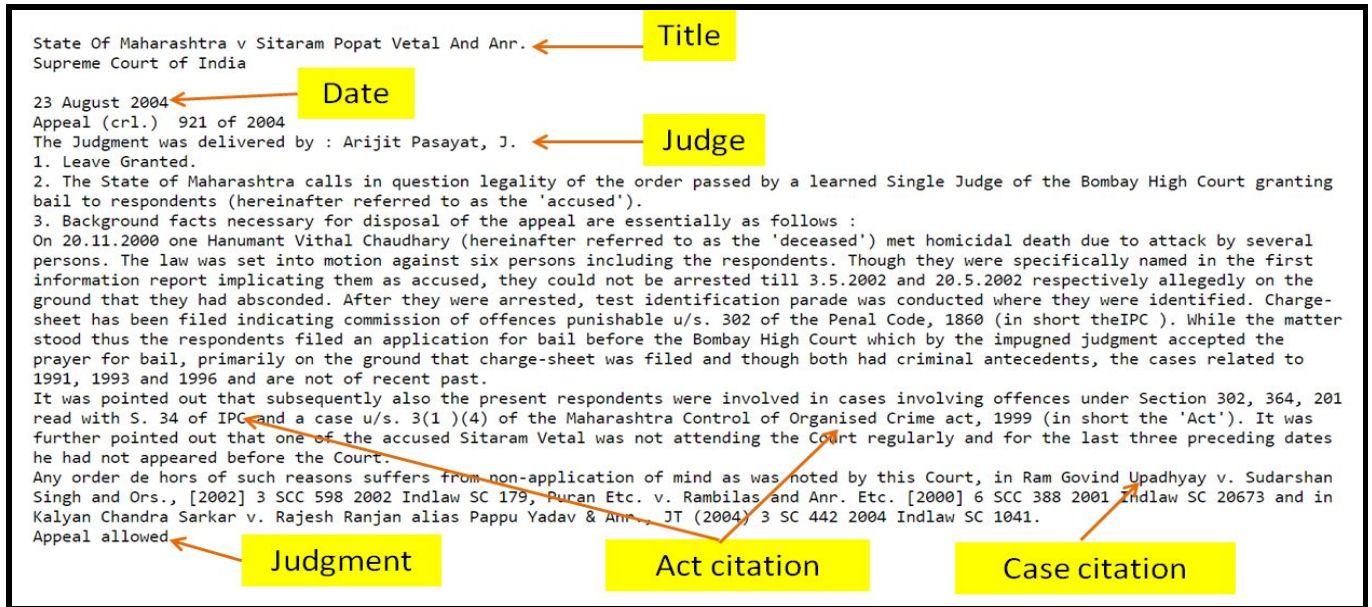 State Of Maharashtra v Sitaram Popat Vetal And Anr.
Title
Supreme Court of India
23 August 2004
Date
Appeal (crl.) 921 of 2004
The Judgment was delivered by : Arijit Pasayat, J.
Judge
1. Leave Granted.
2. The State of Maharashtra calls in question legality of the order passed by a learned Single Judge of the Bombay High Court granting
bail to respondents (hereinafter referred to as the 'accused').
3. Background facts necessary for disposal of the appeal are essentially as follows :
On 20.11.2000 one Hanumant Vithal Chaudhary (hereinafter referred to as the 'deceased') met homicidal death due to attack by several
persons. The law was set into motion against six persons including the respondents. Though they were specifically named in the first
information report implicating them as accused, they could not be arrested till 3.5.2002 and 20.5.2002 respectively allegedly on the
ground that they had absconded. After they were arrested, test identification parade was conducted where they were identified. Charge-
sheet has been filed indicating commission of offences punishable u/s. 302 of the Penal Code, 1860 (in short theIPC ). While the matter
stood thus the respondents filed an application for bail before the Bombay High Court which by the impugned judgment accepted the
prayer for bail, primarily on the ground that charge-sheet was filed and though both had criminal antecedents, the cases related to
1991, 1993 and 1996 and are not of recent past.
It was pointed out that subsequently also the present respondents were involved in cases involving offences under Section 302, 364, 201
read with S. 34 of IPC and a case u/s. 3(1 )(4) of the Maharashtra Control of Organised Crime act, 1999 (in short the 'Act'). It was
further pointed out that one of the accused Sitaram Vetal was not attending the Court regularly and for the last three preceding dates
he had not appeared before the Court.
Any order de hors of such reasons suffers from non-application of mind as was noted by this Court, in Ram Govind Upadhyay v. Sudarshan
Singh and Ors., [2002] 3 SCC 598 2002 Indlaw SC 179, Puran Etc. v. Rambilas and Anr. Etc. [2000] 6 SCC 388 2001 Indlaw SC 20673 and in
Kalyan Chandra Sarkar v. Rajesh Ranjan alias Pappu Yadav & Anr., JT (2004) 3 SC 442 2004 Indlaw SC 1041.
Appeal allowed
Judgment
Act citation
Case citation